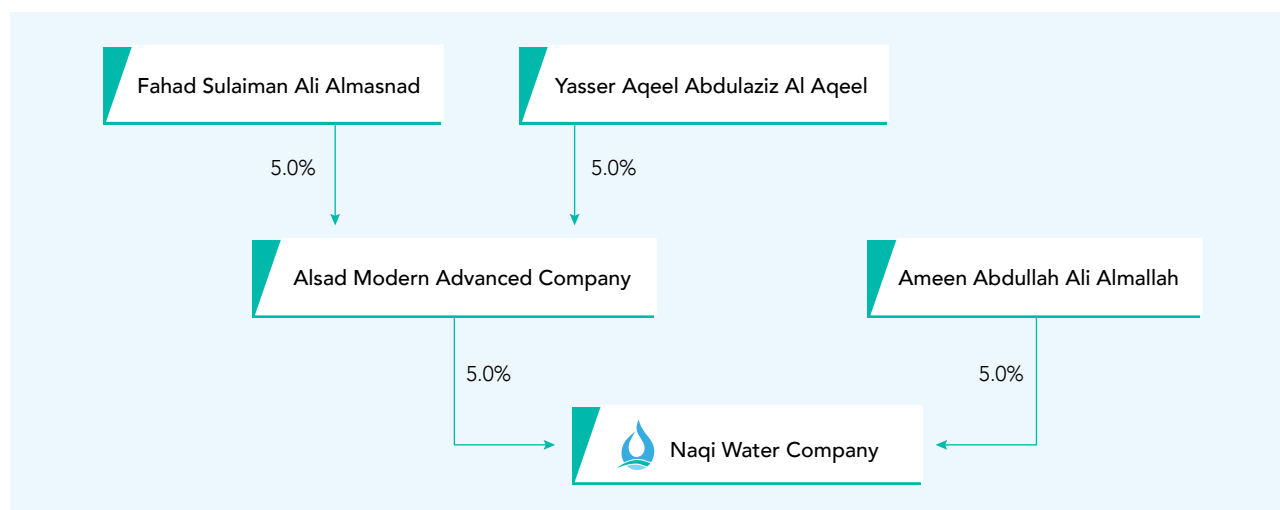 Fahad Sulaiman Ali Almasnad
Yasser Aqeel Abdulaziz Al Aqeel
5.0%
5.0%
Alsad Modern Advanced Company
Ameen Abdullah Ali Almallah
5.0%
5.0%
Naqi Water Company